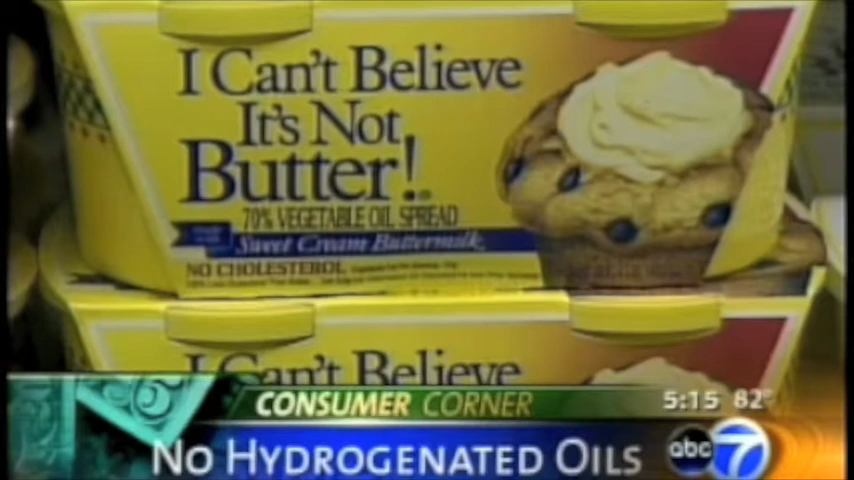 I Can't Believe
It's Not
Butter!®
70% VEGETABLE OIL SPREAD
Sweet Cream Buttermilk
NO CHOLESTEROL
I Can't Believe
CONSUMER CORNER
5:15 82°
No Hydrogenated Oils
abc 7